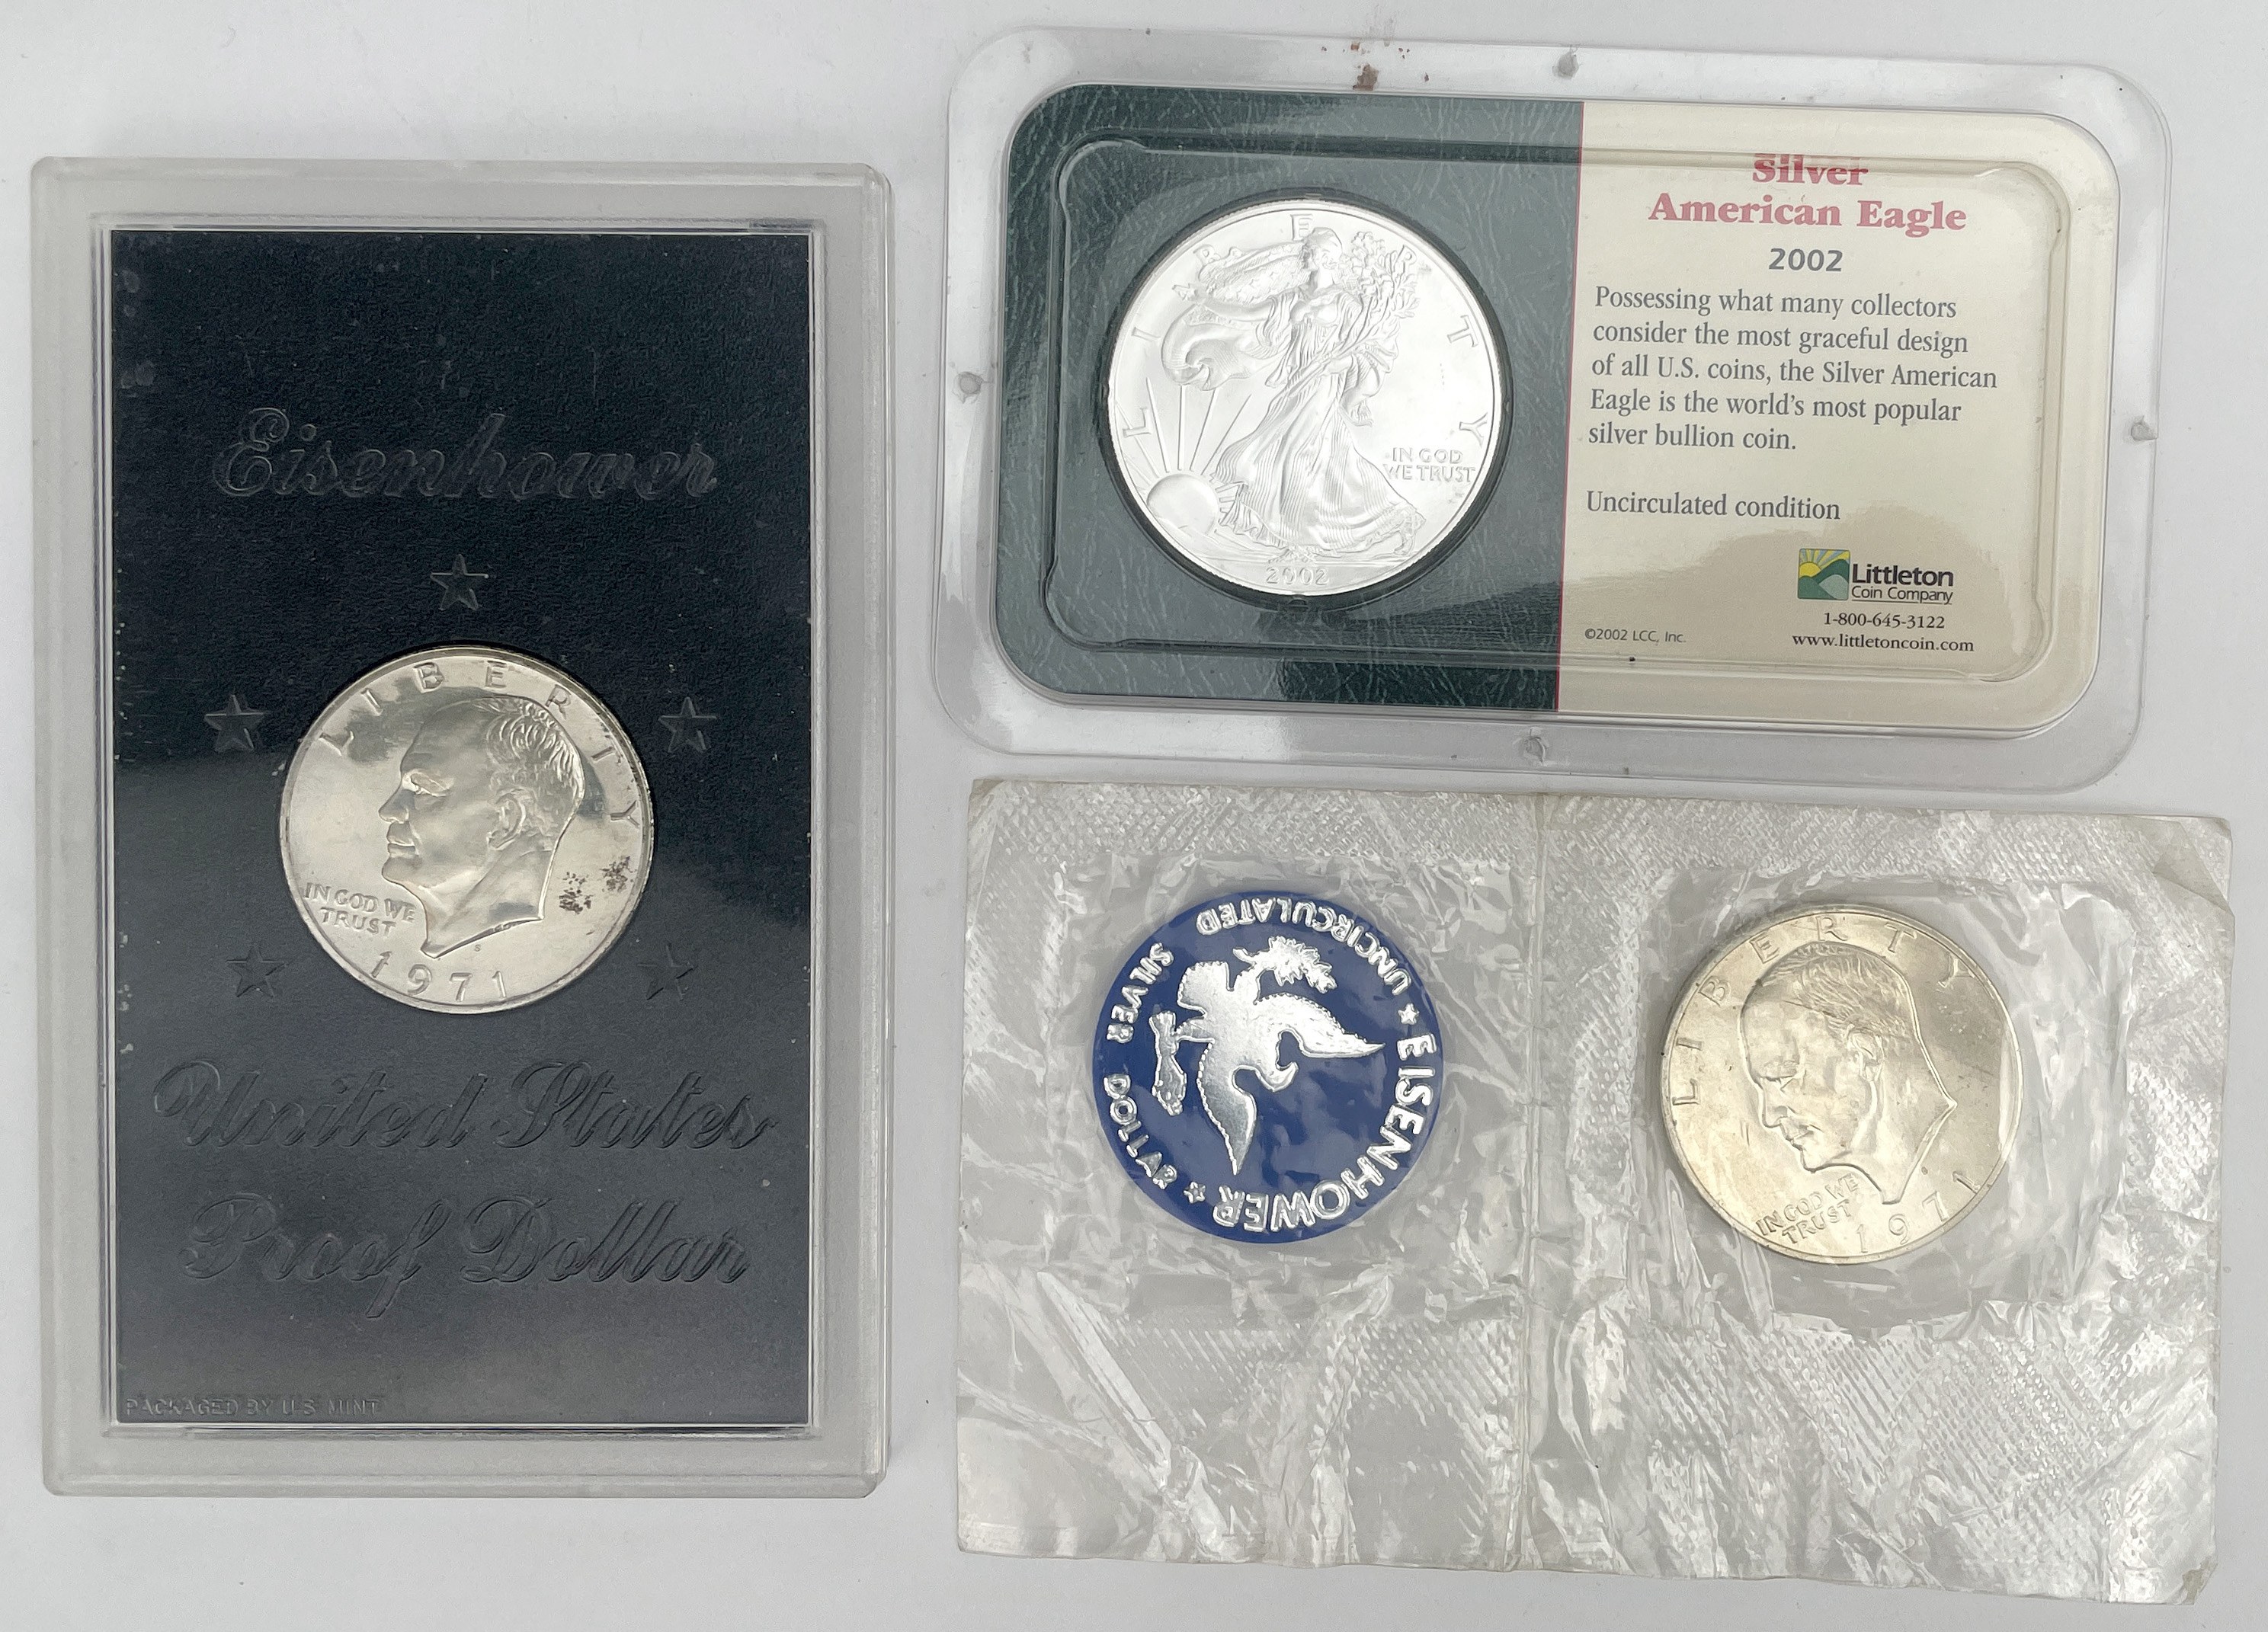 Eisenhower
LIBERTY
IN GOD WE
TRUST
S
1971
United States
Proof Dollar
PACKAGED BY U.S MINT
LIBERTY
IN GOD
WE TRUST
2002
Silver
American Eagle
2002
Possessing what many collectors
consider the most graceful design
of all U.S. coins, the Silver American
Eagle is the world's most popular
silver bullion coin.
Uncirculated condition
Littleton
Coin Company
©2002 LCC, Inc.
1-800-645-3122
www.littletoncoin.com
★ EISENHOWER ★
UNCIRCULATED
SILVER DOLLAR
LIBERTY
IN GOD WE
TRUST
1971